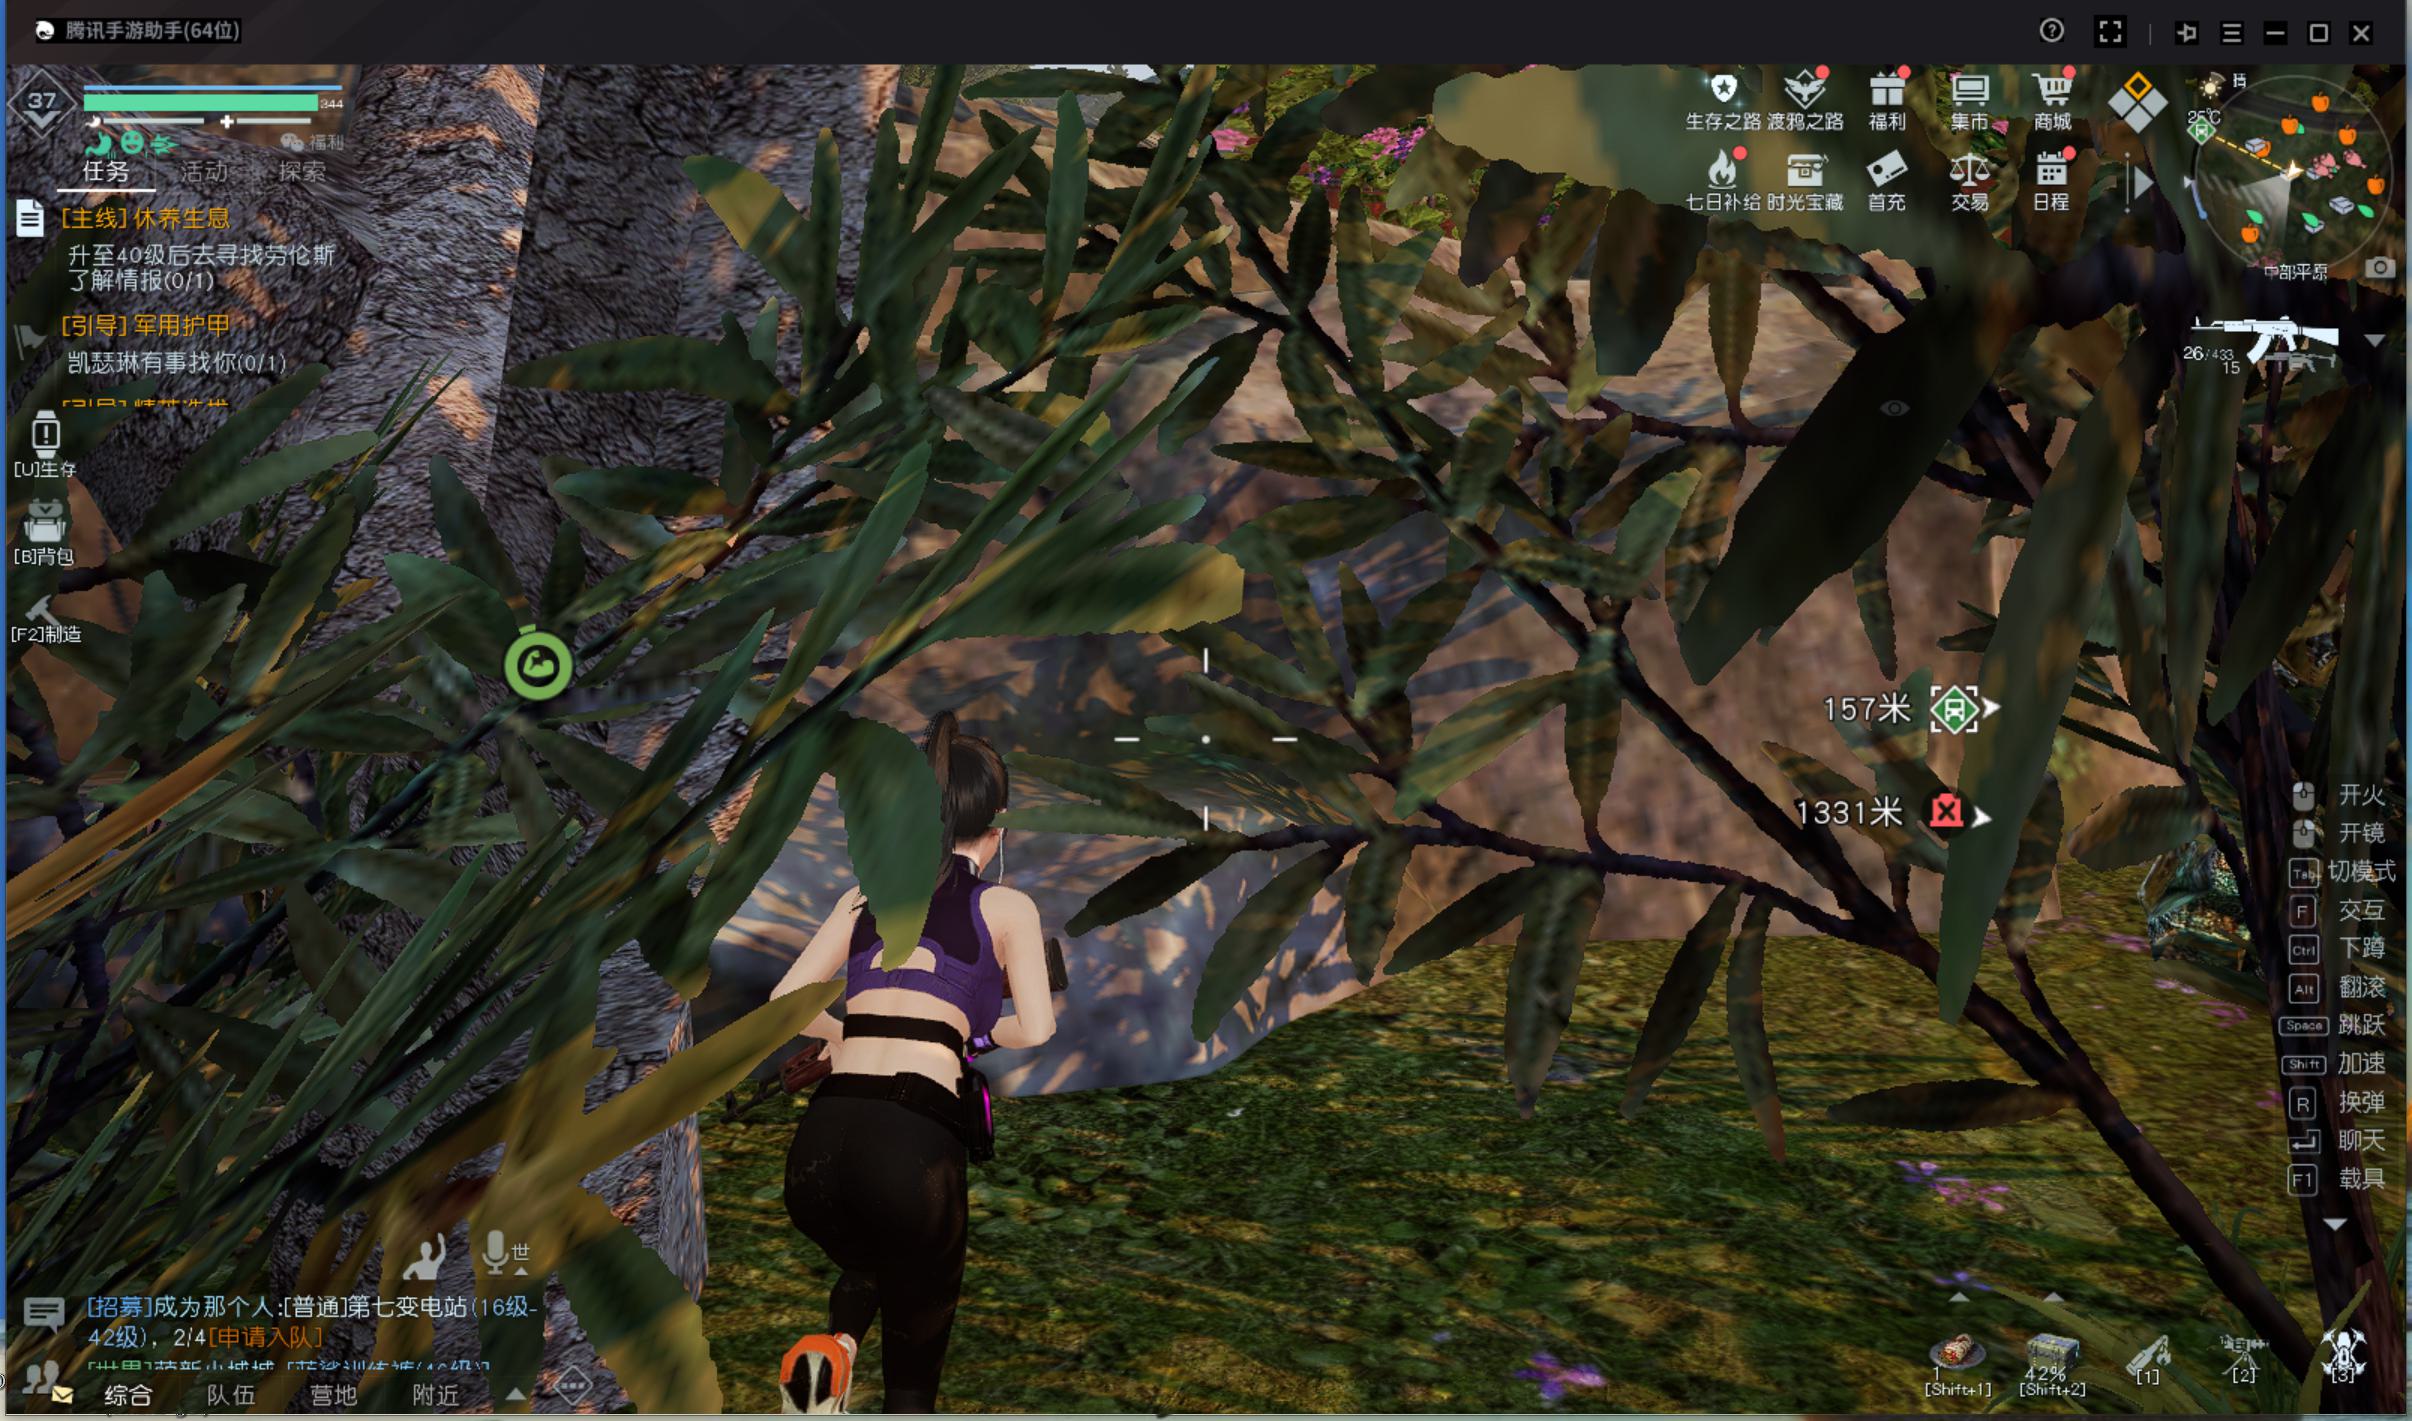 腾讯手游助手(64位)
37
344
福利
任务 活动 探索
[主线] 休养生息
升至40级后去寻找劳伦斯
了解情报(0/1)
[引导] 军用护甲
凯瑟琳有事找你(0/1)
[U]生存
[B]背包
[F2]制造
生存之路 渡鸦之路 福利 集市 商城
七日补给 时光宝藏 首充 交易 日程
晴
25℃
中部平原
26/433
15
157米
1331米
开火
开镜
Tab 切模式
F 交互
Ctrl 下蹲
Alt 翻滚
Space 跳跃
Shift 加速
R 换弹
聊天
F1 载具
世
[招募]成为那个人:[普通]第七变电站(16级-
42级)，2/4[申请入队]
综合 队伍 营地 附近
1 42%
[Shift+1] [Shift+2] [1] [2] [3]